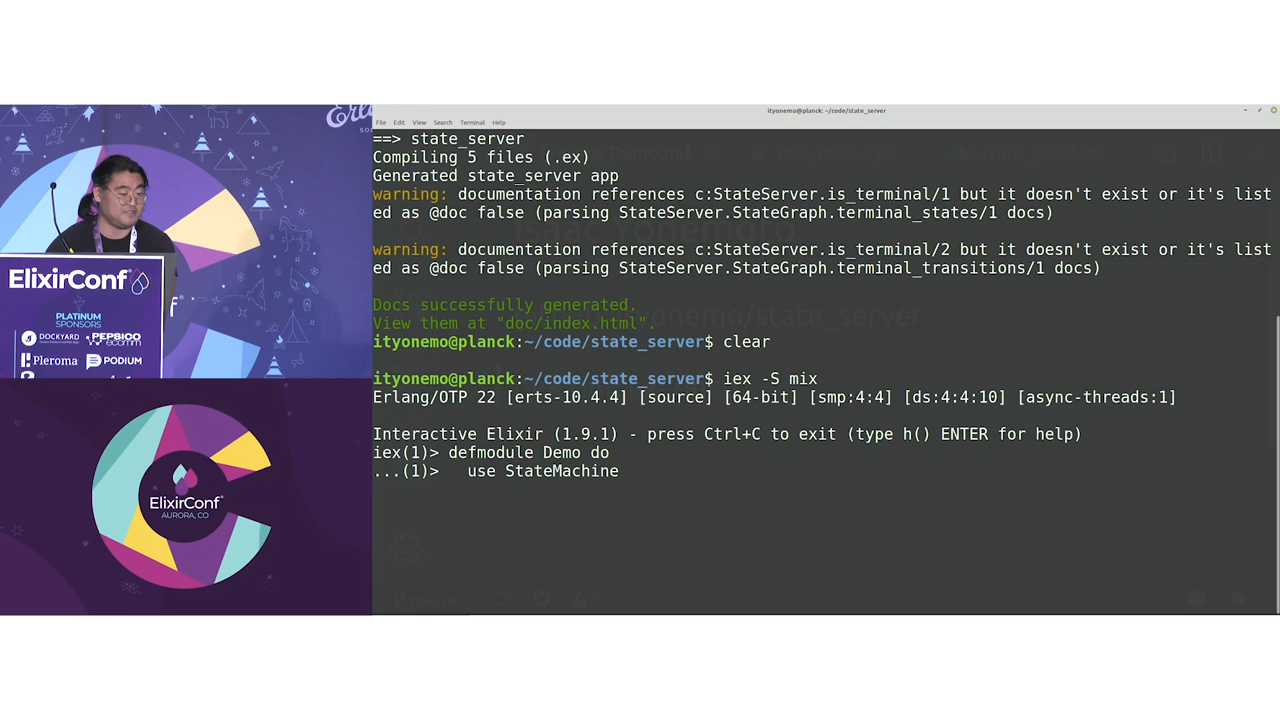 Erl
ElixirConf
PLATINUM
SPONSORS
DOCKYARD
PEPSICO
ecomm
Pleroma
PODIUM
ElixirConf
AURORA, CO
ityonemo@planck: ~/code/state_server
File Edit View Search Terminal Help
==> state_server
Compiling 5 files (.ex)
Generated state_server app
warning: documentation references c:StateServer.is_terminal/1 but it doesn't exist or it's list
ed as @doc false (parsing StateServer.StateGraph.terminal_states/1 docs)
warning: documentation references c:StateServer.is_terminal/2 but it doesn't exist or it's list
ed as @doc false (parsing StateServer.StateGraph.terminal_transitions/1 docs)
Docs successfully generated.
View them at "doc/index.html".
ityonemo@planck:~/code/state_server$ clear
ityonemo@planck:~/code/state_server$ iex -S mix
Erlang/OTP 22 [erts-10.4.4] [source] [64-bit] [smp:4:4] [ds:4:4:10] [async-threads:1]
Interactive Elixir (1.9.1) - press Ctrl+C to exit (type h() ENTER for help)
iex(1)> defmodule Demo do
...(1)>   use StateMachine